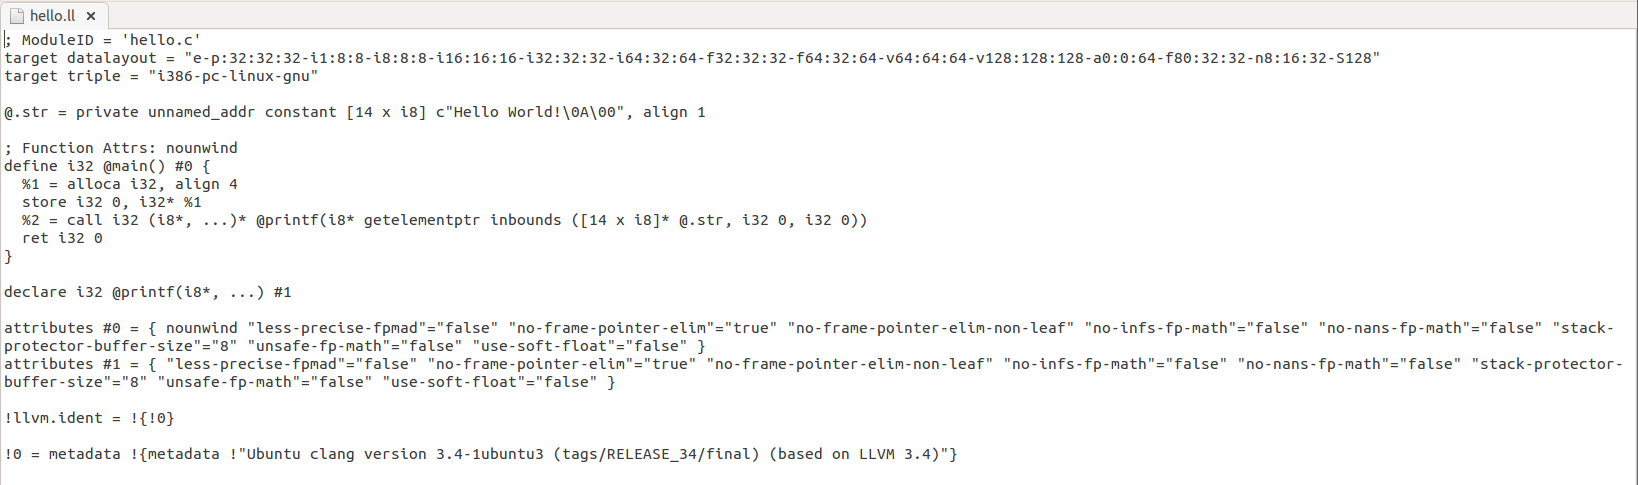 hello.ll
; ModuleID = 'hello.c'
target datalayout = "e-p:32:32:32-i1:8:8-i8:8:8-i16:16:16-i32:32:32-i64:32:64-f32:32:32-f64:32:64-v64:64:64-v128:128:128-a0:0:64-f80:32:32-n8:16:32-S128"
target triple = "i386-pc-linux-gnu"

@.str = private unnamed_addr constant [14 x i8] c"Hello World!\0A\00", align 1

; Function Attrs: nounwind
define i32 @main() #0 {
  %1 = alloca i32, align 4
  store i32 0, i32* %1
  %2 = call i32 (i8*, ...)* @printf(i8* getelementptr inbounds ([14 x i8]* @.str, i32 0, i32 0))
  ret i32 0
}

declare i32 @printf(i8*, ...) #1

attributes #0 = { nounwind "less-precise-fpmad"="false" "no-frame-pointer-elim"="true" "no-frame-pointer-elim-non-leaf" "no-infs-fp-math"="false" "no-nans-fp-math"="false" "stack-
protector-buffer-size"="8" "unsafe-fp-math"="false" "use-soft-float"="false" }
attributes #1 = { "less-precise-fpmad"="false" "no-frame-pointer-elim"="true" "no-frame-pointer-elim-non-leaf" "no-infs-fp-math"="false" "no-nans-fp-math"="false" "stack-protector-
buffer-size"="8" "unsafe-fp-math"="false" "use-soft-float"="false" }

!llvm.ident = !{!0}

!0 = metadata !{metadata !"Ubuntu clang version 3.4-1ubuntu3 (tags/RELEASE_34/final) (based on LLVM 3.4)"}